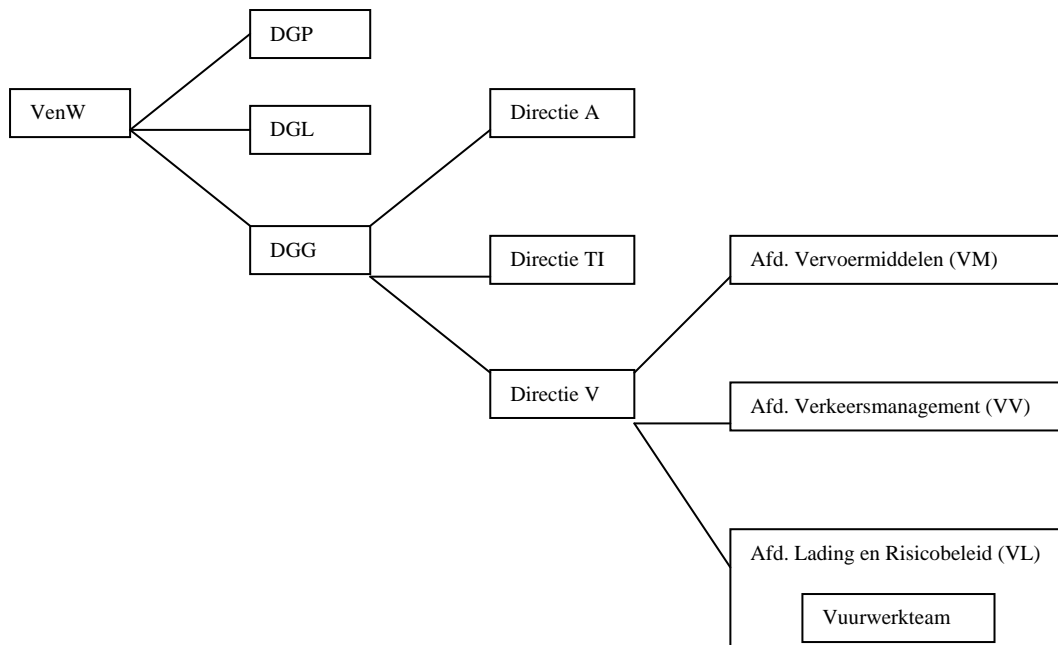 DGP
VenW
DGL
Directie A
DGG
Directie TI
Afd. Vervoermiddelen (VM)
Directie V
Afd. Verkeersmanagement (VV)
Afd. Lading en Risicobeleid (VL)
Vuurwerkteam